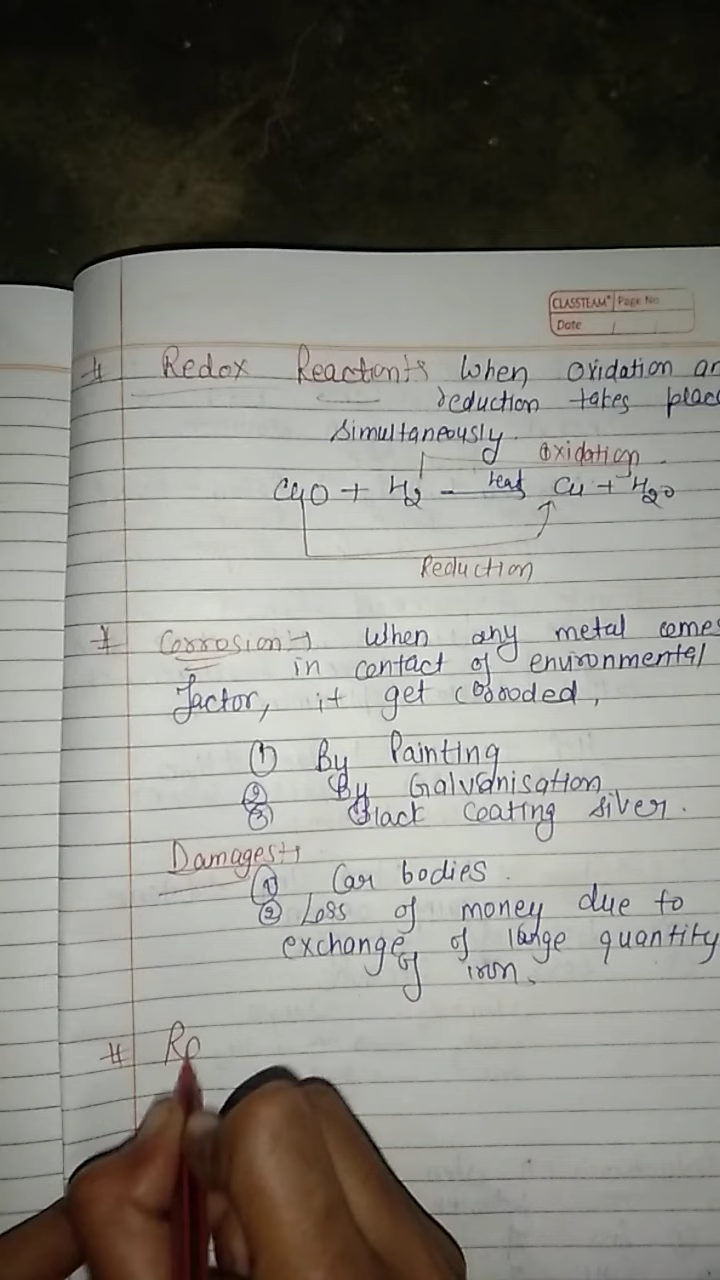 CLASSTEAM Page No
Date
# Redox Reactions When Oxidation an
reduction takes place
simultaneously
Oxidation
CuO + H2 heat Cu + H2O
Reduction
# Corrosion → When any metal comes
in contact of environmental
factor, it get corroded,
① By Painting
② By Galvanisation
③ Black coating silver.
Damages →
① Car bodies.
② Loss of money due to
exchange of large quantity
of iron.
# Ra